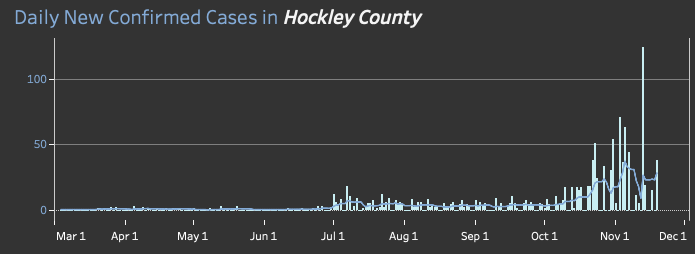 Daily New Confirmed Cases in Hockley County
100
50
0
Mar 1 Apr 1 May 1 Jun 1 Jul 1 Aug 1 Sep 1 Oct 1 Nov 1 Dec 1